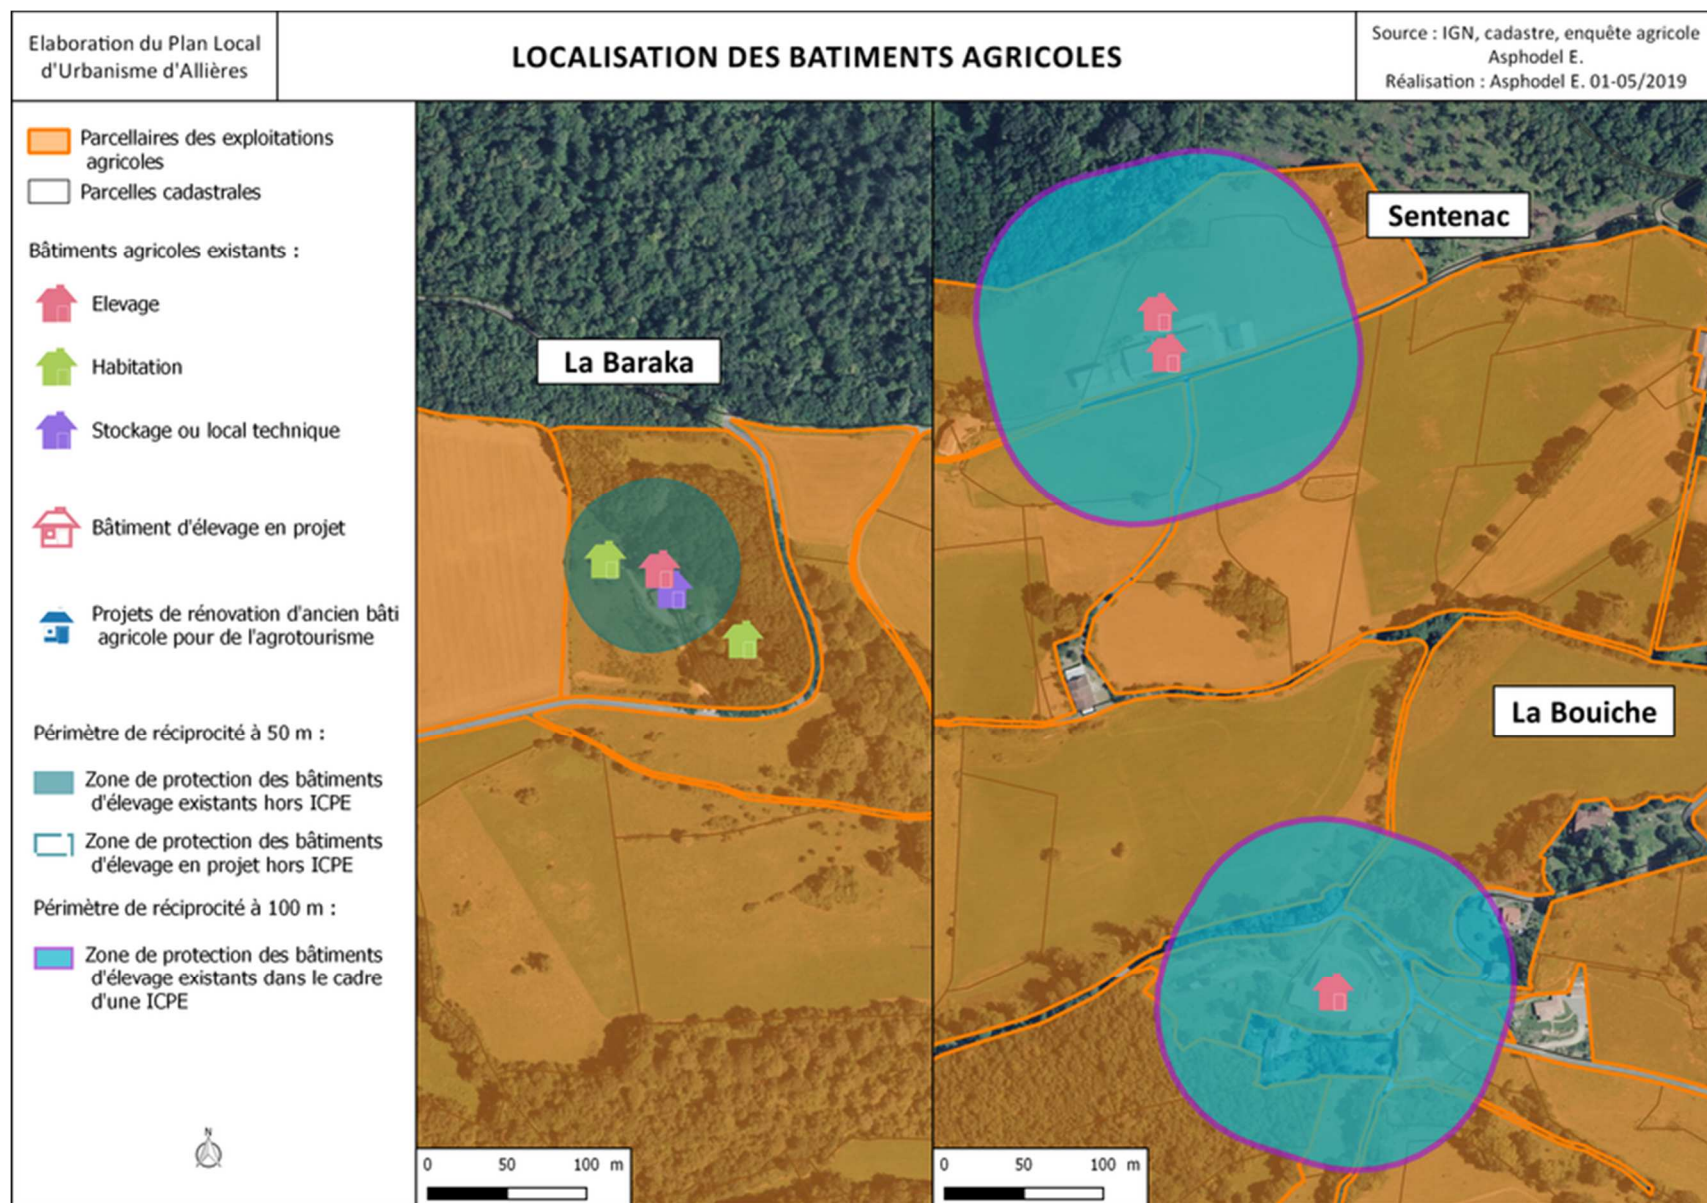 Elaboration du Plan Local
d'Urbanisme d'Allières
LOCALISATION DES BATIMENTS AGRICOLES
Source : IGN, cadastre, enquête agricole
Asphodel E.
Réalisation : Asphodel E. 01-05/2019
Parcellaires des exploitations
agricoles
Parcelles cadastrales
Bâtiments agricoles existants :
Elevage
Habitation
Stockage ou local technique
Bâtiment d'élevage en projet
Projets de rénovation d'ancien bâti
agricole pour de l'agrotourisme
Périmètre de réciprocité à 50 m :
Zone de protection des bâtiments
d'élevage existants hors ICPE
Zone de protection des bâtiments
d'élevage en projet hors ICPE
Périmètre de réciprocité à 100 m :
Zone de protection des bâtiments
d'élevage existants dans le cadre
d'une ICPE
N
La Baraka
0 50 100 m
Sentenac
La Bouiche
0 50 100 m